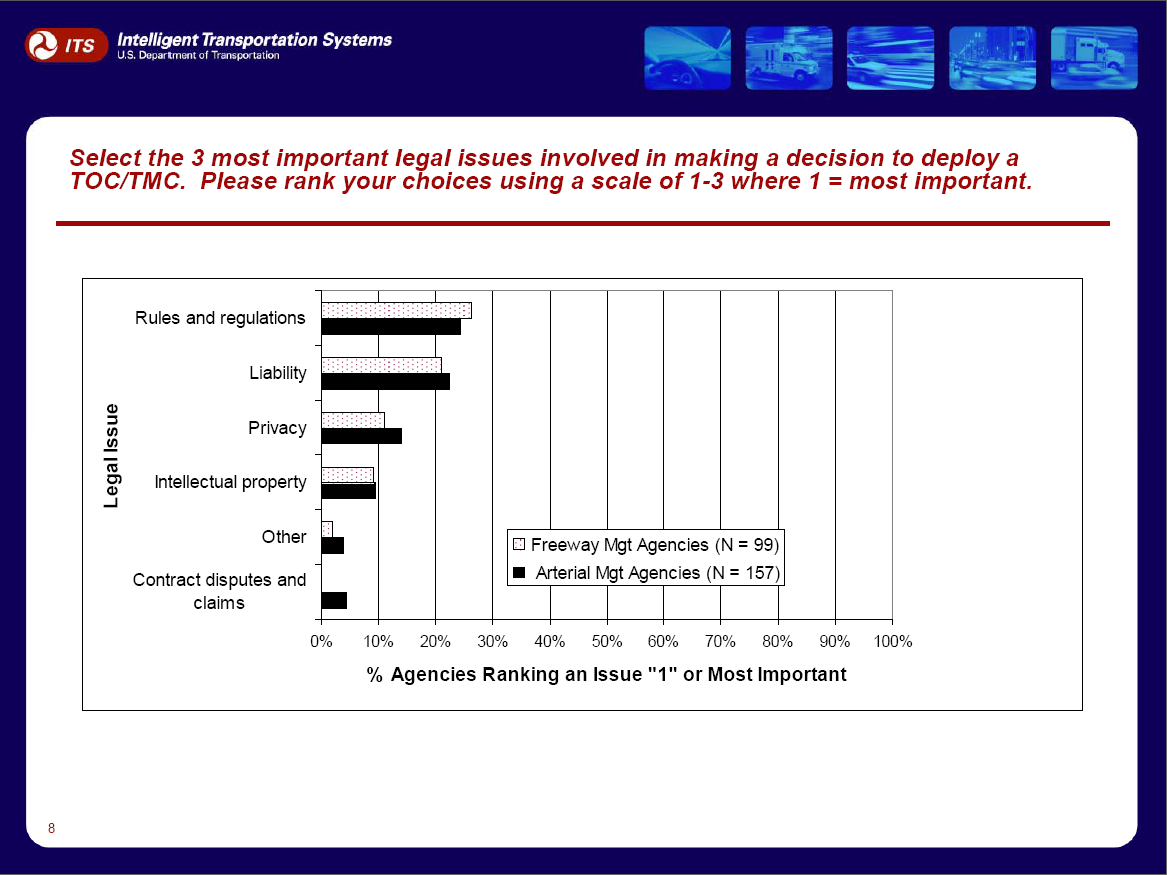 ITS
Intelligent Transportation Systems
U.S. Department of Transportation
Select the 3 most important legal issues involved in making a decision to deploy a
TOC/TMC.  Please rank your choices using a scale of 1-3 where 1 = most important.
Legal Issue
Rules and regulations
Liability
Privacy
Intellectual property
Other
Contract disputes and
claims
Freeway Mgt Agencies (N = 99)
Arterial Mgt Agencies (N = 157)
0% 10% 20% 30% 40% 50% 60% 70% 80% 90% 100%
% Agencies Ranking an Issue "1" or Most Important
8